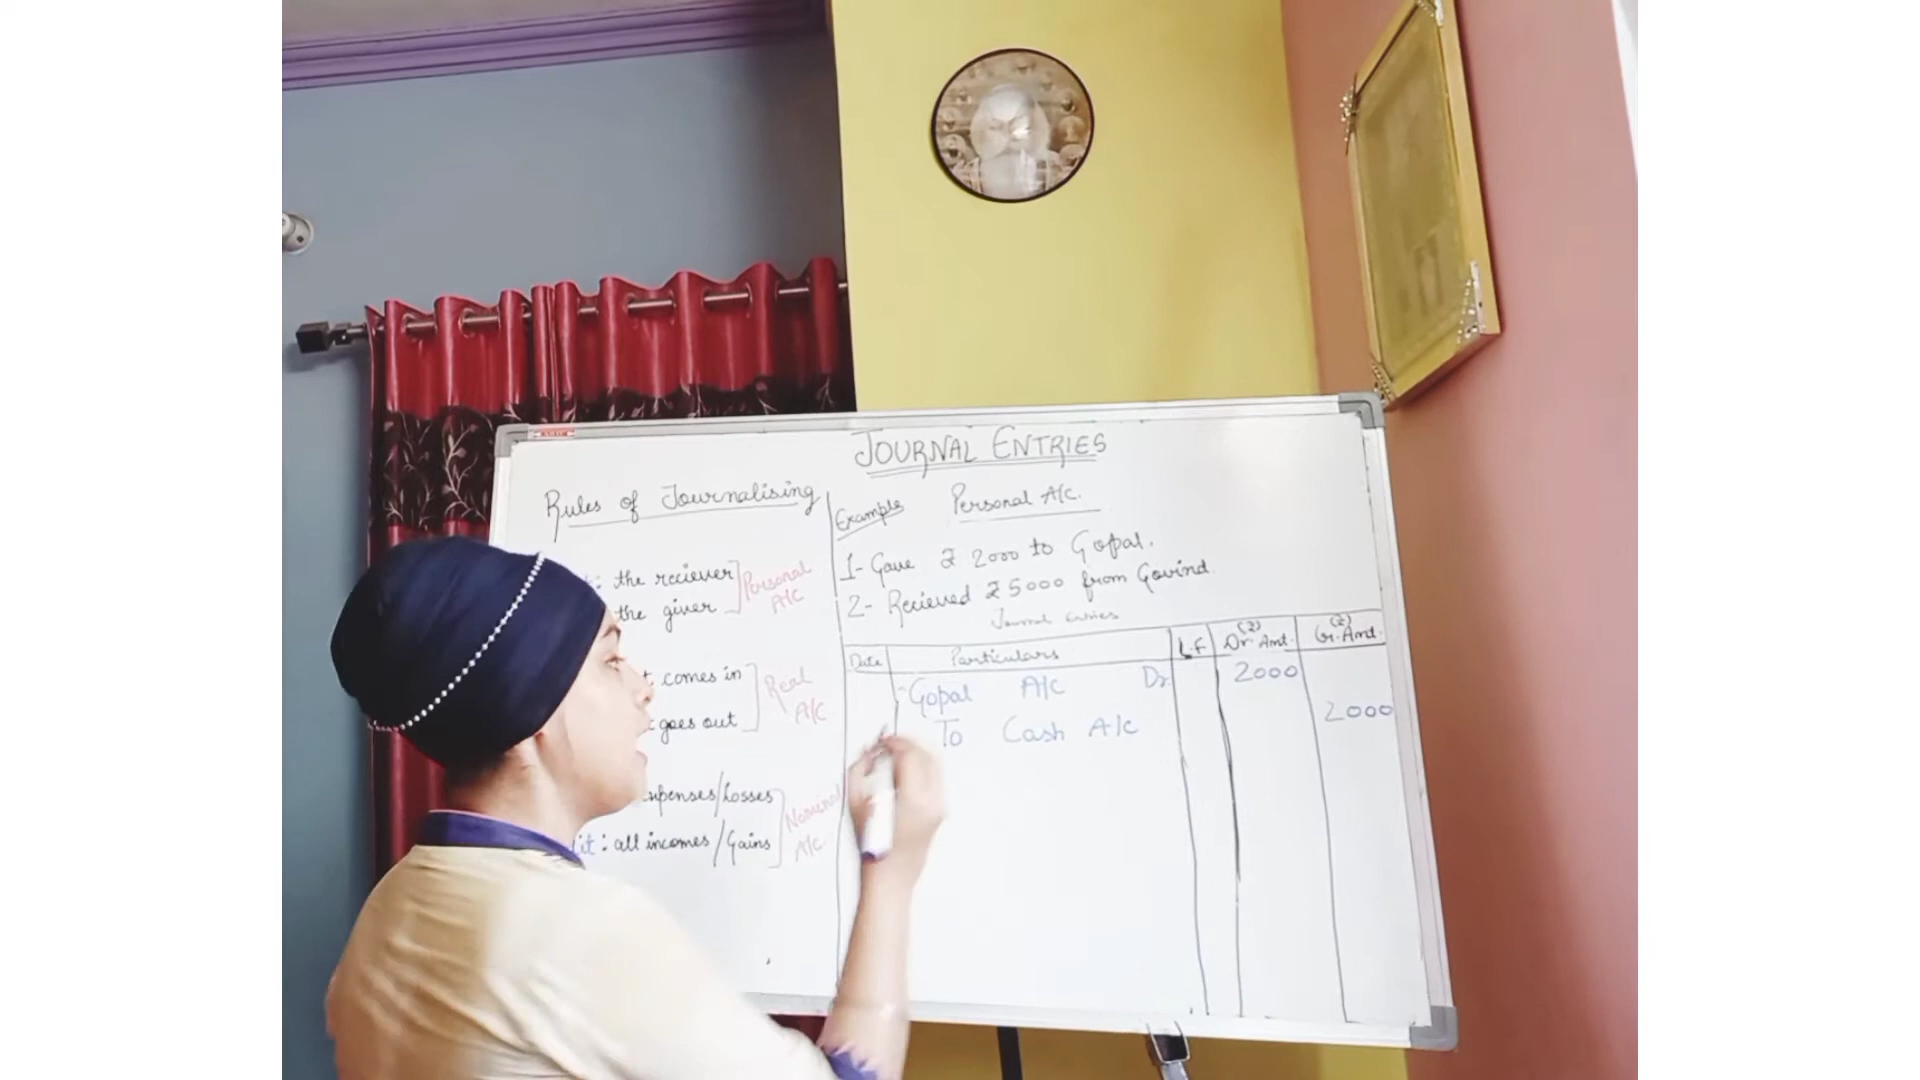 JOURNAL ENTRIES
Rules of Journalising
: the reciever
the giver
Personal
A/C
comes in
goes out
Real
A/C
expenses/losses
it: all incomes/Gains
Nominal
A/C
Example Personal A/c.
1- Gave ₹ 2000 to Gopal.
2- Recieved ₹ 5000 from Govind.
Journal Entries
Date Particulars L.F Dr. Amt. (₹) Cr. Amt. (₹)
Gopal A/c Dr. 2000
To Cash A/c 2000